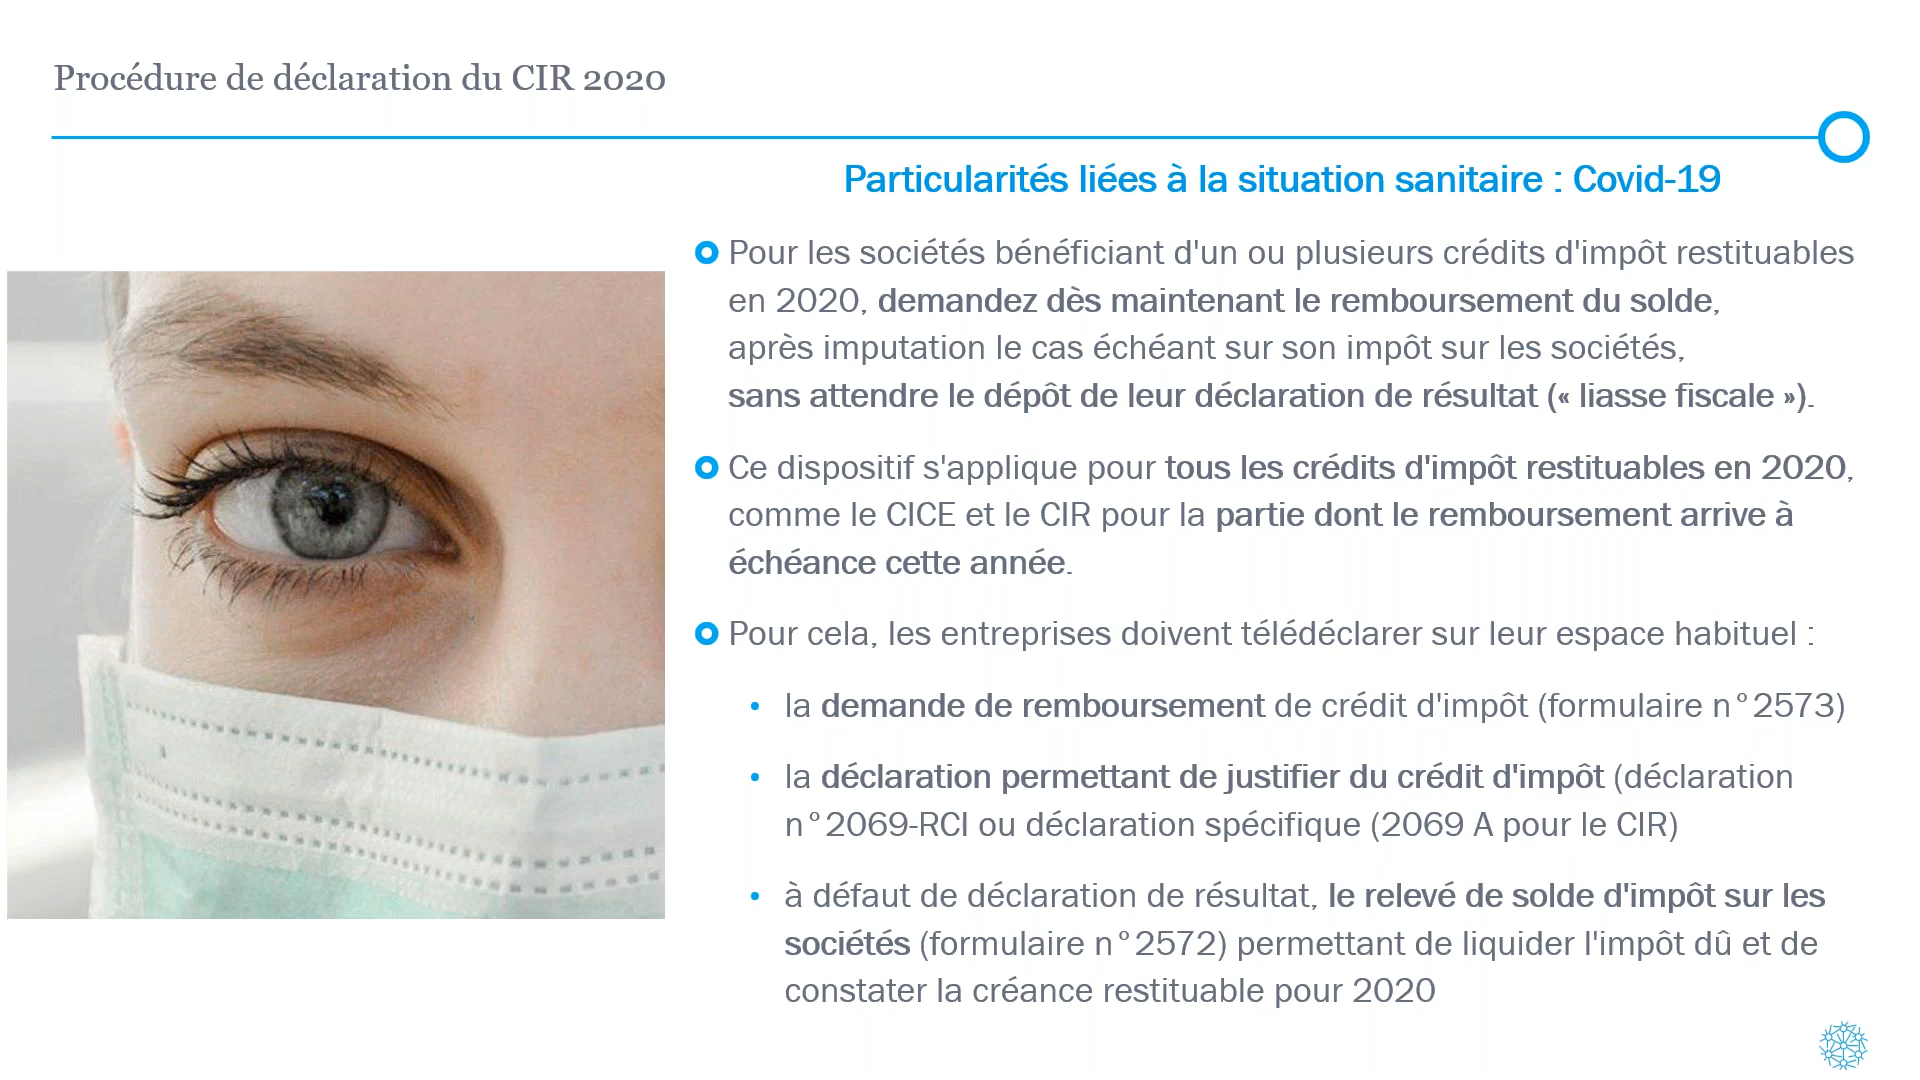 Procédure de déclaration du CIR 2020
Particularités liées à la situation sanitaire : Covid-19
Pour les sociétés bénéficiant d'un ou plusieurs crédits d'impôt restituables
en 2020, demandez dès maintenant le remboursement du solde,
après imputation le cas échéant sur son impôt sur les sociétés,
sans attendre le dépôt de leur déclaration de résultat (« liasse fiscale »).
Ce dispositif s'applique pour tous les crédits d'impôt restituables en 2020,
comme le CICE et le CIR pour la partie dont le remboursement arrive à
échéance cette année.
Pour cela, les entreprises doivent télédéclarer sur leur espace habituel :
• la demande de remboursement de crédit d'impôt (formulaire n°2573)
• la déclaration permettant de justifier du crédit d'impôt (déclaration
n°2069-RCI ou déclaration spécifique (2069 A pour le CIR)
• à défaut de déclaration de résultat, le relevé de solde d'impôt sur les
sociétés (formulaire n°2572) permettant de liquider l'impôt dû et de
constater la créance restituable pour 2020